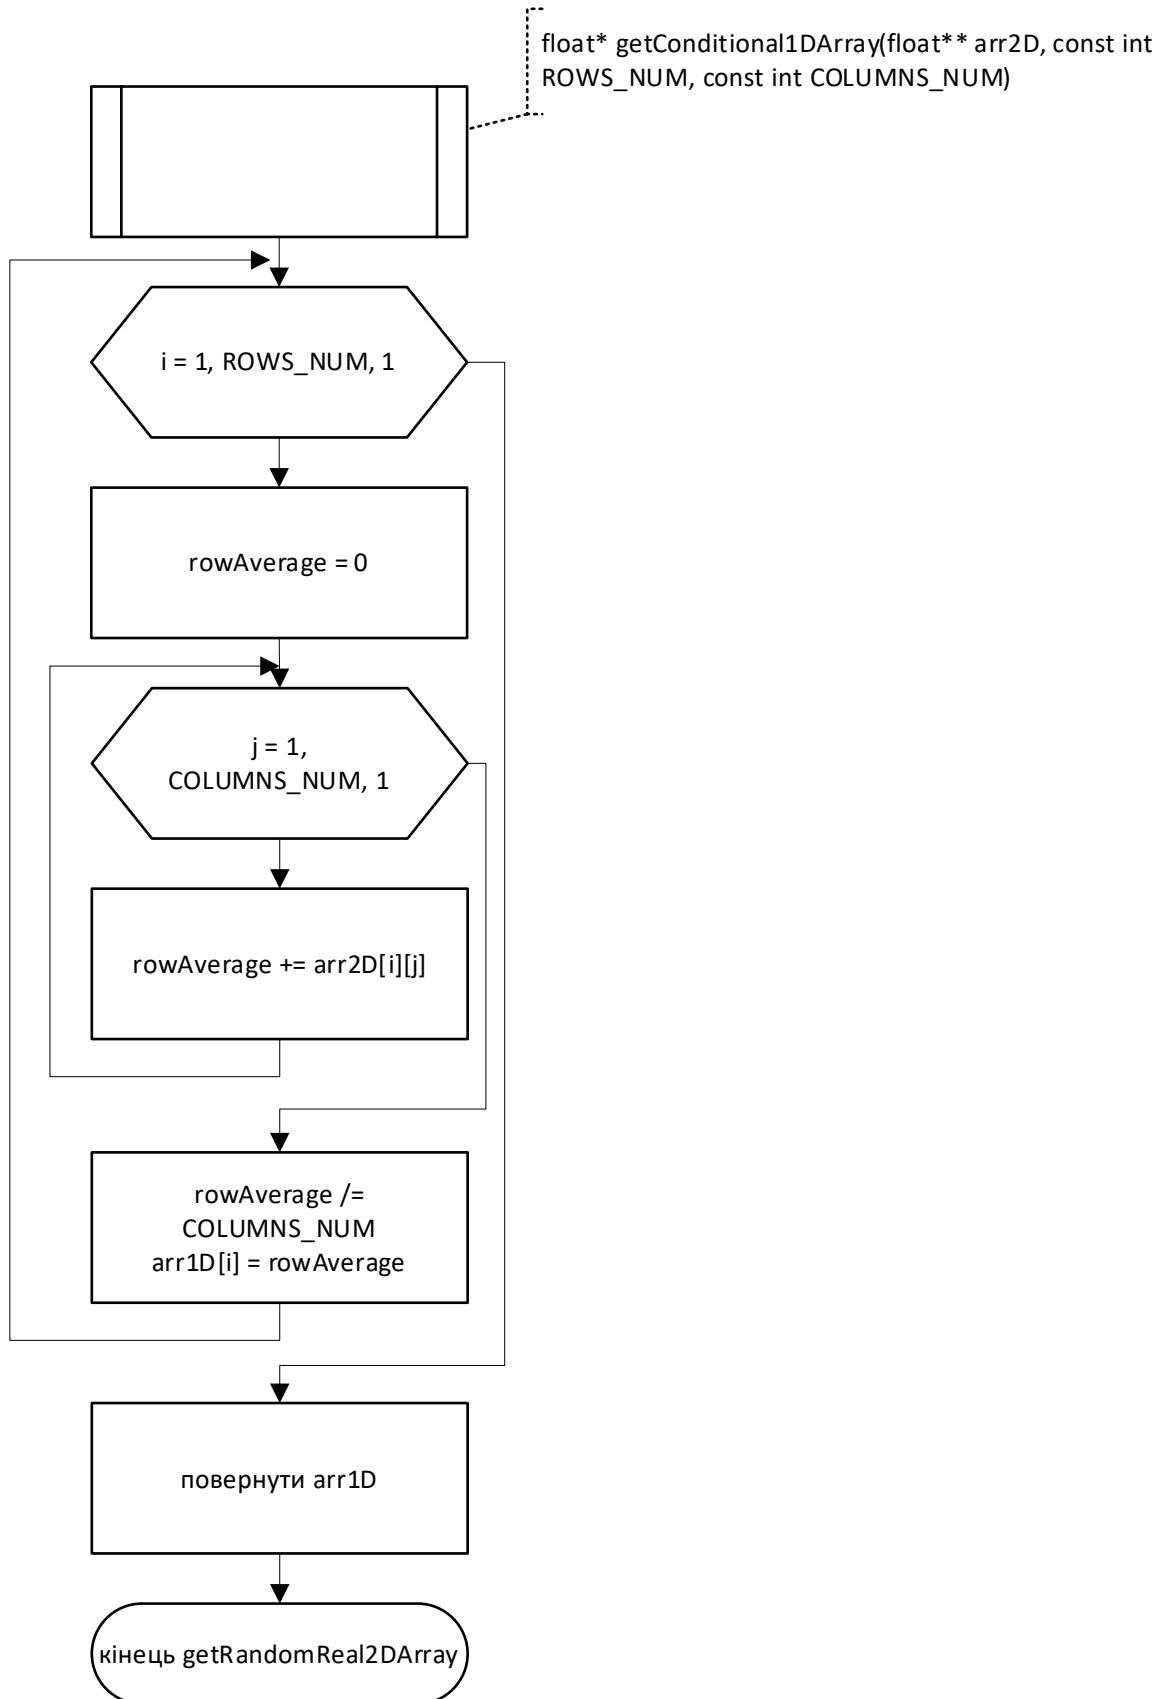 float* getConditional1DArray(float** arr2D, const int
ROWS_NUM, const int COLUMNS_NUM)
i = 1, ROWS_NUM, 1
rowAverage = 0
j = 1,
COLUMNS_NUM, 1
rowAverage += arr2D[i][j]
rowAverage /=
COLUMNS_NUM
arr1D[i] = rowAverage
повернути arr1D
кінець getRandomReal2DArray